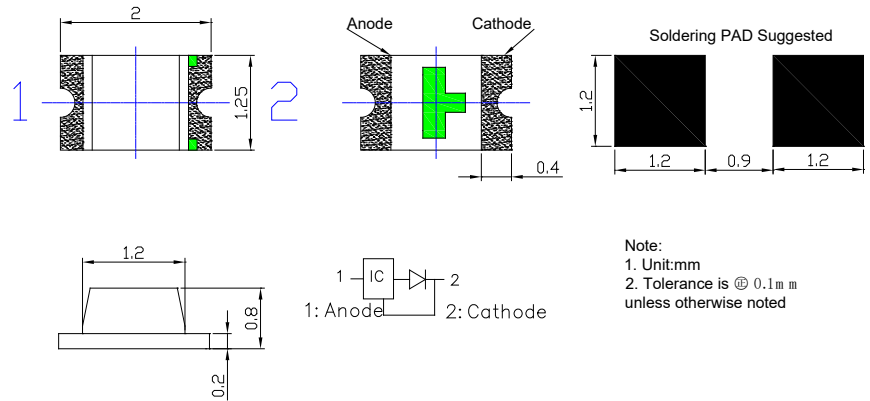 2
Anode
Cathode
Soldering PAD Suggested
1
1.25
2
1.2
0.4
1.2
0.9
1.2
1.2
0.8
0.2
1
IC
2
1: Anode
2: Cathode
Note:
1. Unit:mm
2. Tolerance is ㊣ 0.1mm
unless otherwise noted